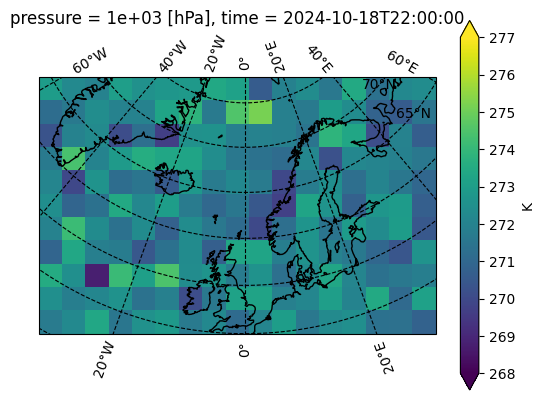 pressure = 1e+03 [hPa], time = 2024-10-18T22:00:00
60°W
40°W
20°W
0°
20°E
40°E
60°E
70°N
65°N
20°W
0°
20°E
277
276
275
274
273
272
271
270
269
268
K